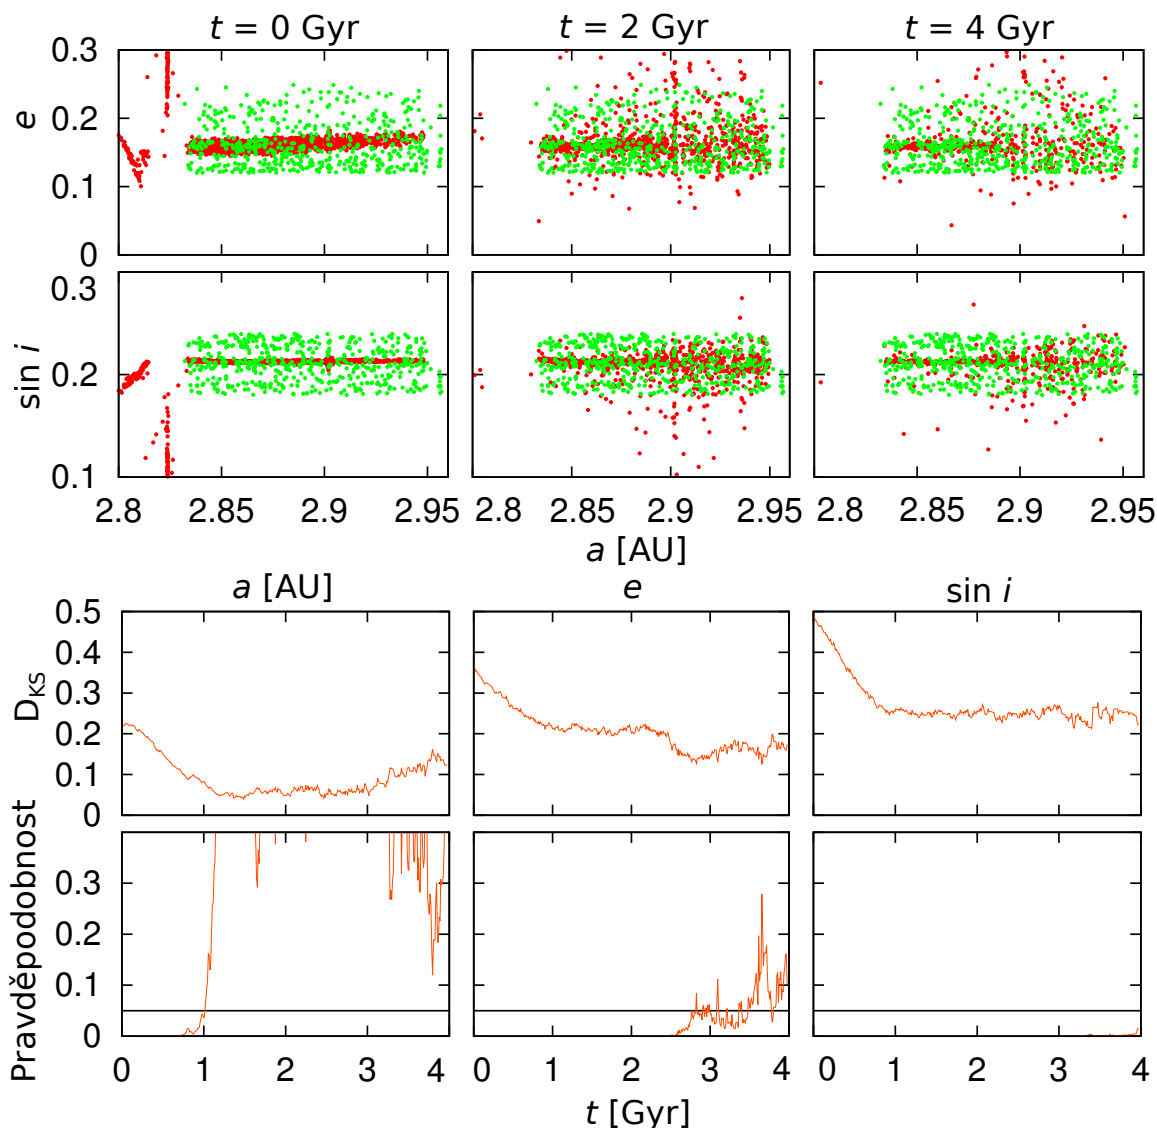 t = 0 Gyr
t = 2 Gyr
t = 4 Gyr
e
0.3
0.2
0.1
0
sin i
0.3
0.2
0.1
2.8 2.85 2.9 2.95
2.8 2.85 2.9 2.95
2.8 2.85 2.9 2.95
a [AU]
a [AU]
e
sin i
D_KS
0.5
0.4
0.3
0.2
0.1
0
Pravděpodobnost
0.3
0.2
0.1
0
0 1 2 3 4
0 1 2 3 4
0 1 2 3 4
t [Gyr]